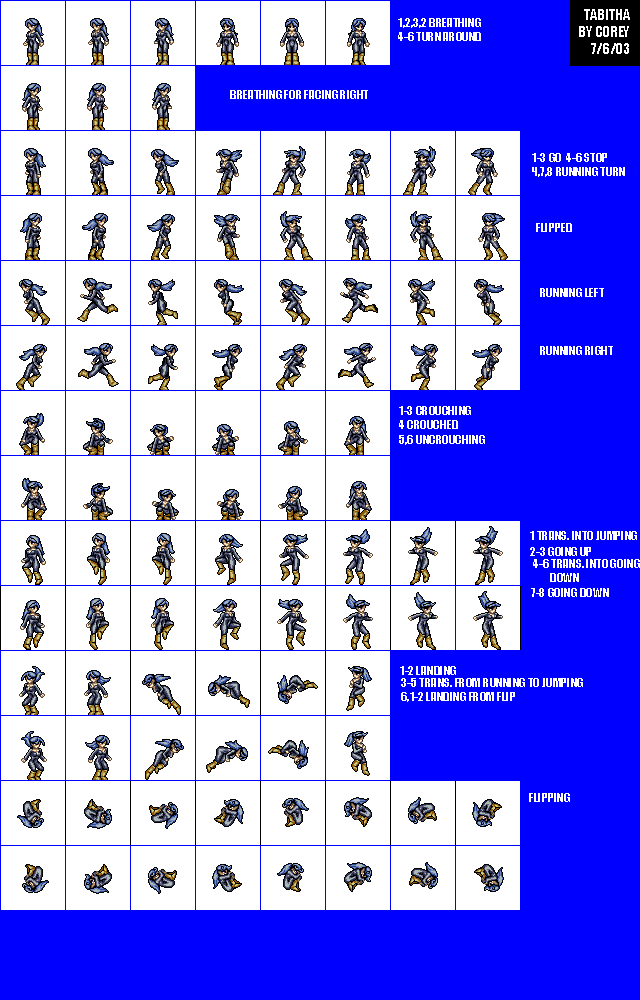 1,2,3,2 BREATHING
4-6 TURN AROUND
TABITHA
BY COREY
7/6/03
BREATHING FOR FACING RIGHT
1-3 GO 4-6 STOP
4,7,8 RUNNING TURN
FLIPPED
RUNNING LEFT
RUNNING RIGHT
1-3 CROUCHING
4 CROUCHED
5,6 UNCROUCHING
1 TRANS. INTO JUMPING
2-3 GOING UP
4-6 TRANS. INTO GOING
DOWN
7-8 GOING DOWN
1-2 LANDING
3-5 TRANS. FROM RUNNING TO JUMPING
6,1-2 LANDING FROM FLIP
FLIPPING